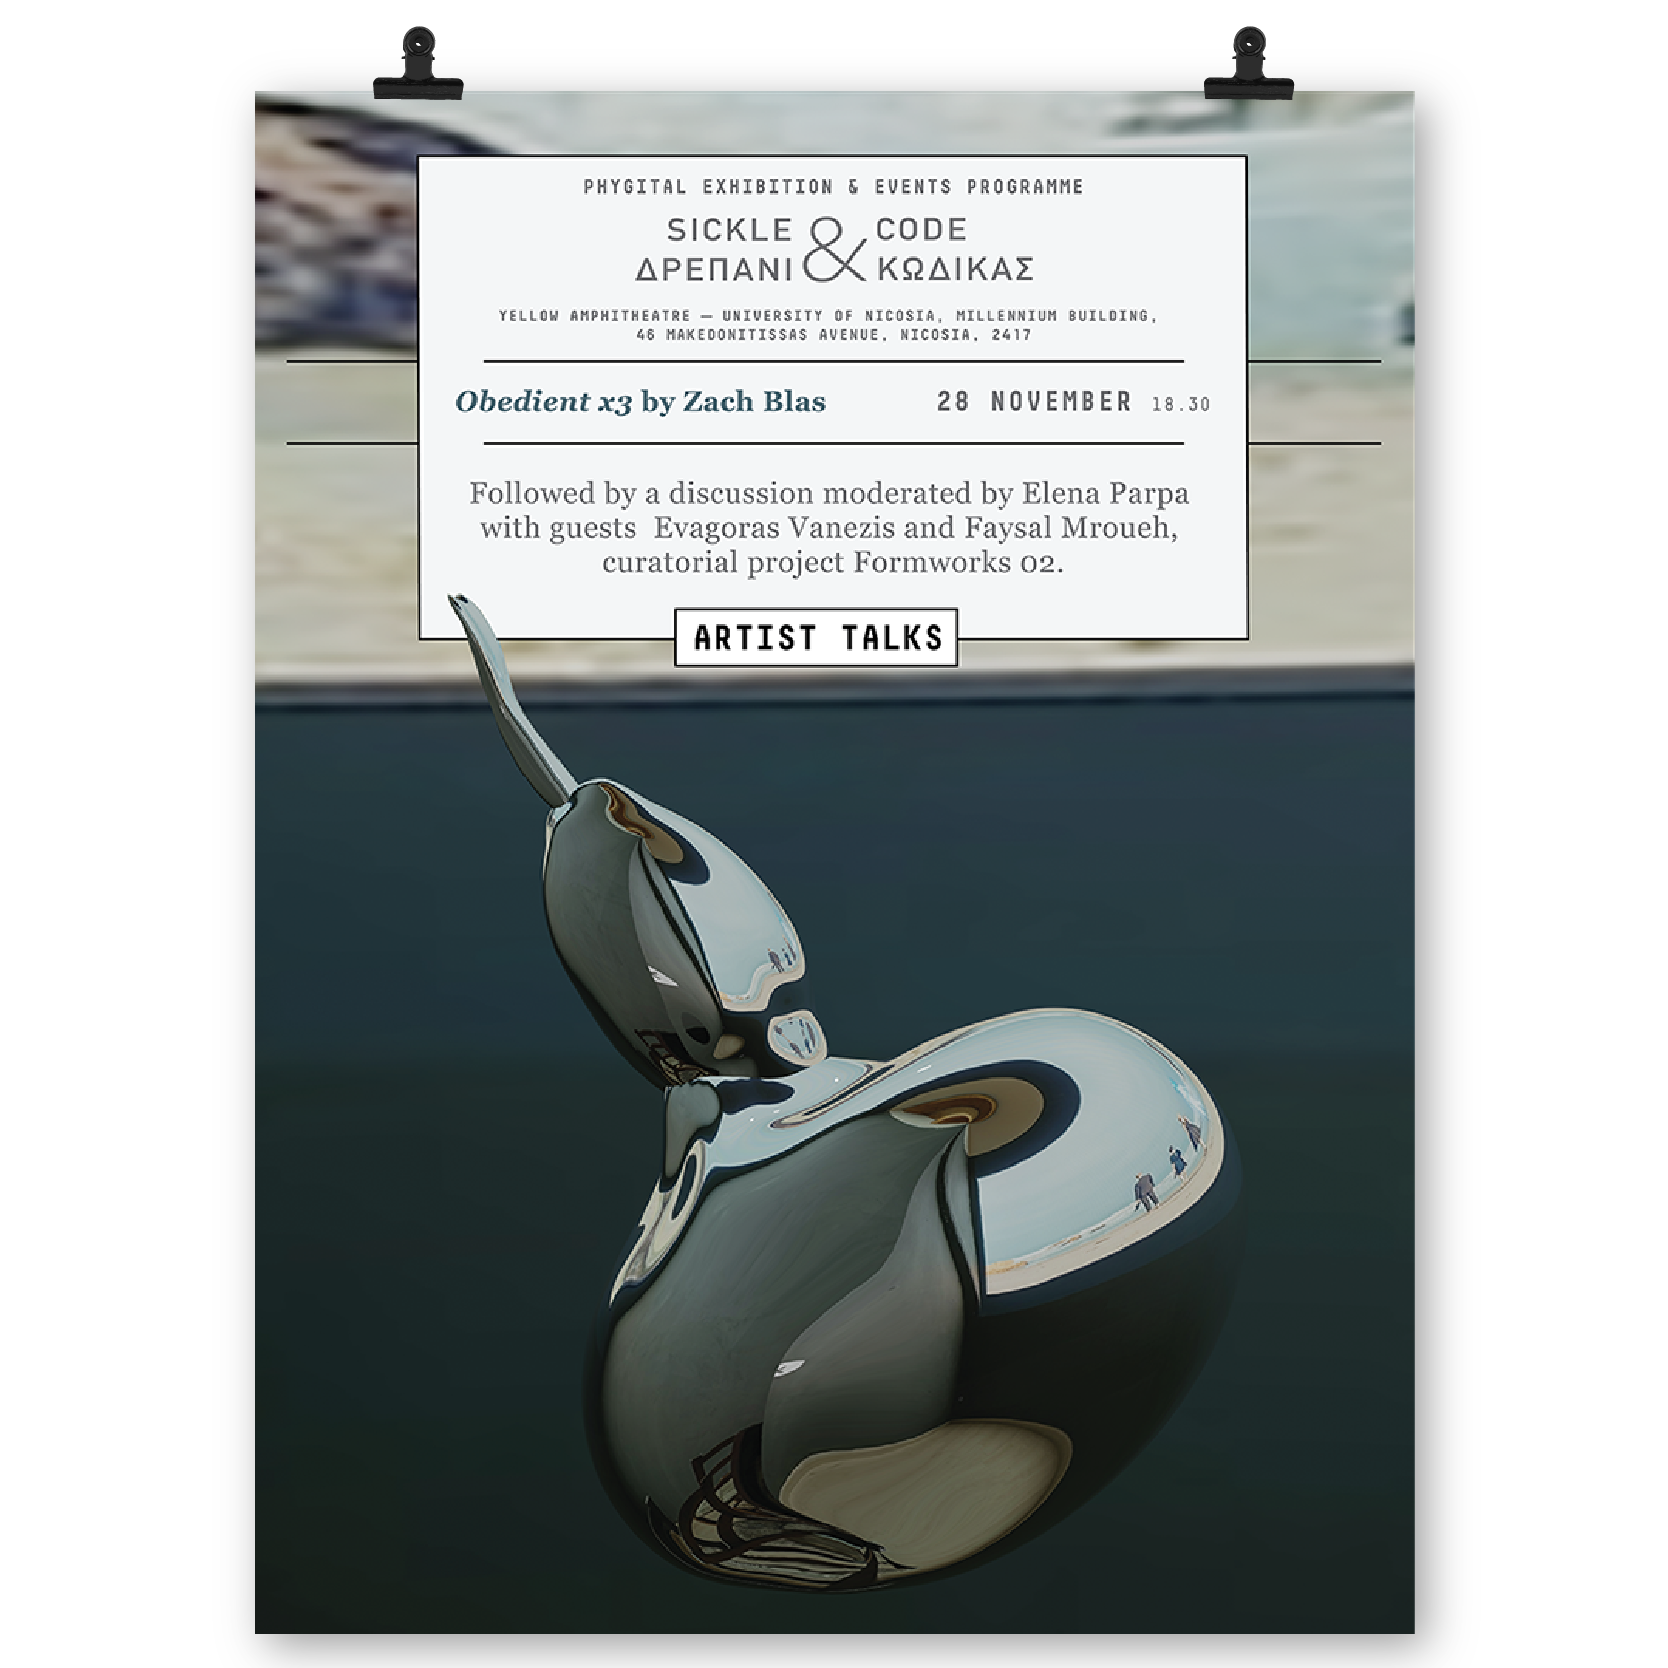 PHYGITAL EXHIBITION & EVENTS PROGRAMME
SICKLE & CODE
ΔΡΕΠΑΝΙ & ΚΩΔΙΚΑΣ
YELLOW AMPHITHEATRE — UNIVERSITY OF NICOSIA, MILLENNIUM BUILDING,
46 MAKEDONITISSAS AVENUE, NICOSIA, 2417
Obedient x3 by Zach Blas 28 NOVEMBER 18.30
Followed by a discussion moderated by Elena Parpa
with guests Evagoras Vanezis and Faysal Mroueh,
curatorial project Formworks 02.
ARTIST TALKS